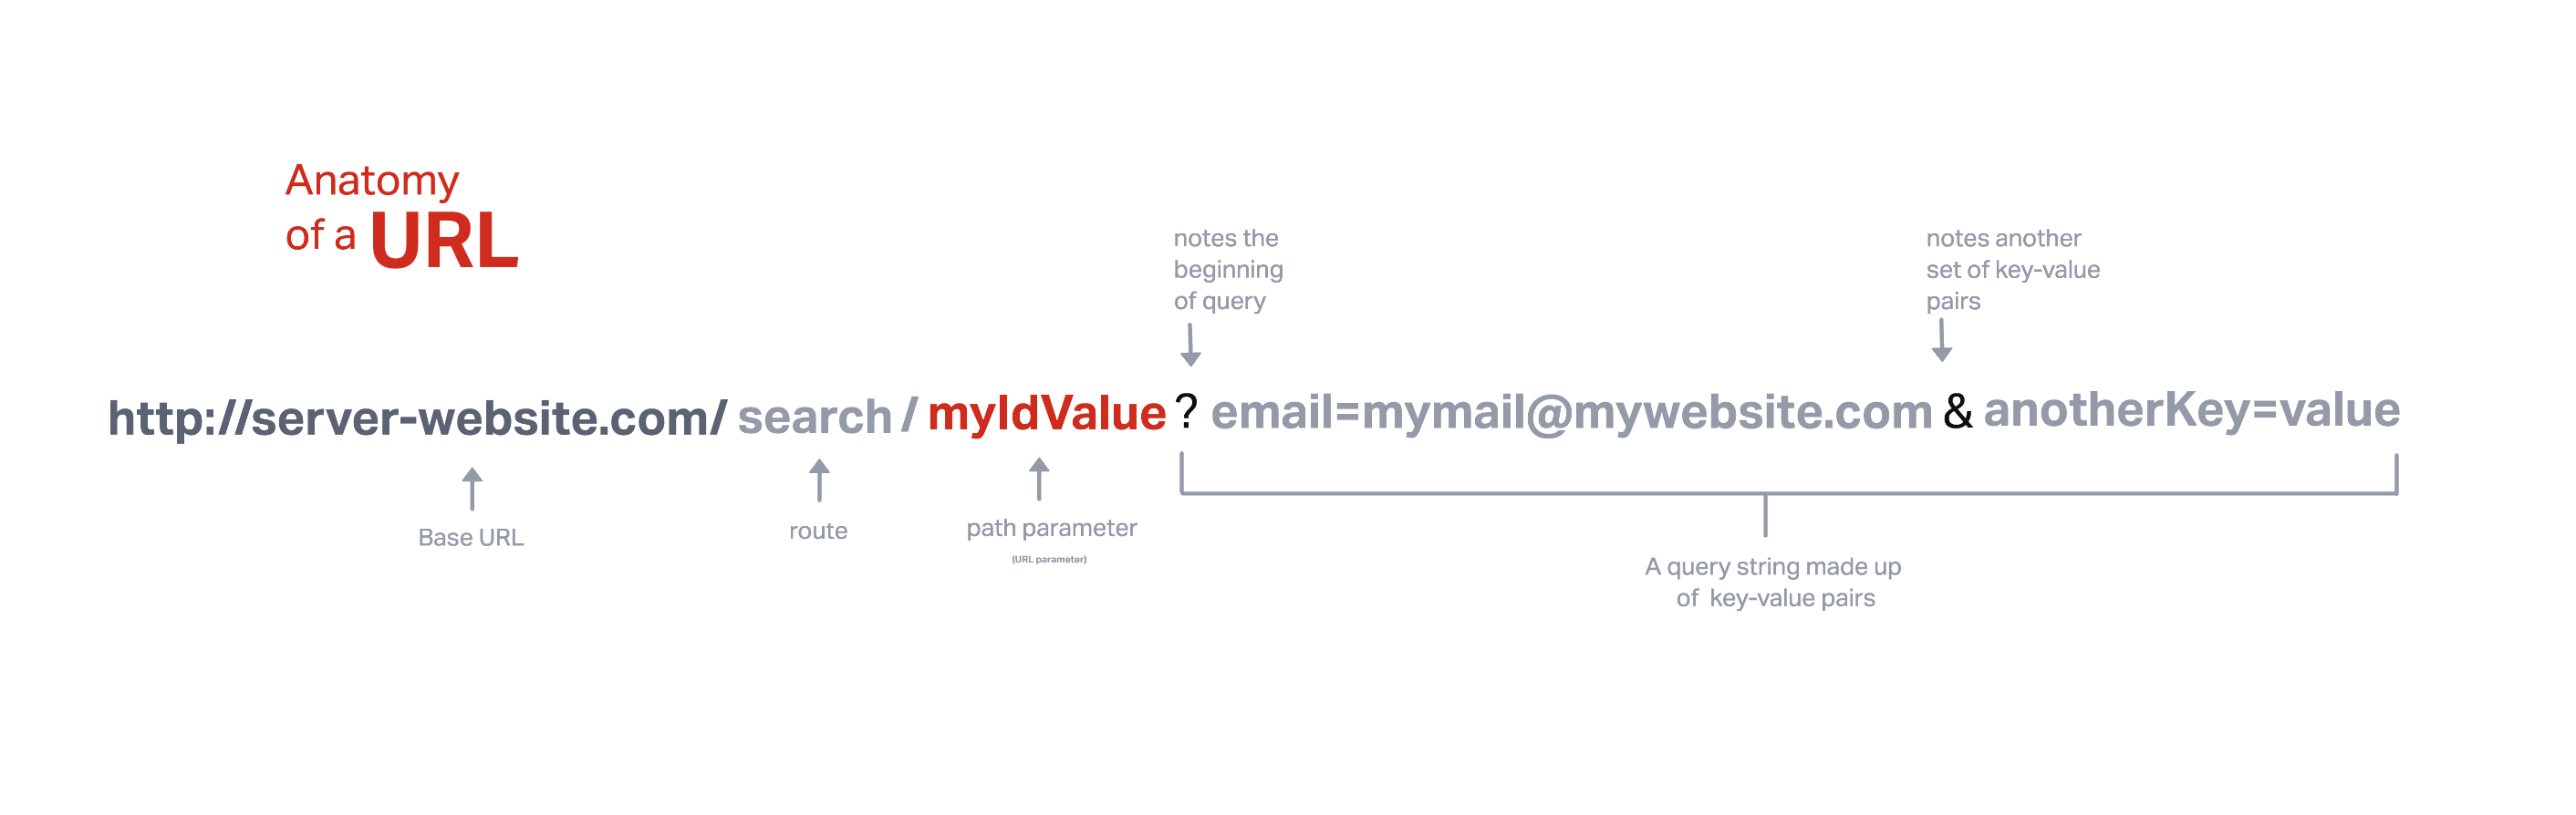 Anatomy
of a URL
notes the
beginning
of query
notes another
set of key-value
pairs
http://server-website.com/ search / myIdValue ? email=mymail@mywebsite.com & anotherKey=value
Base URL
route
path parameter
(URL parameter)
A query string made up
of key-value pairs